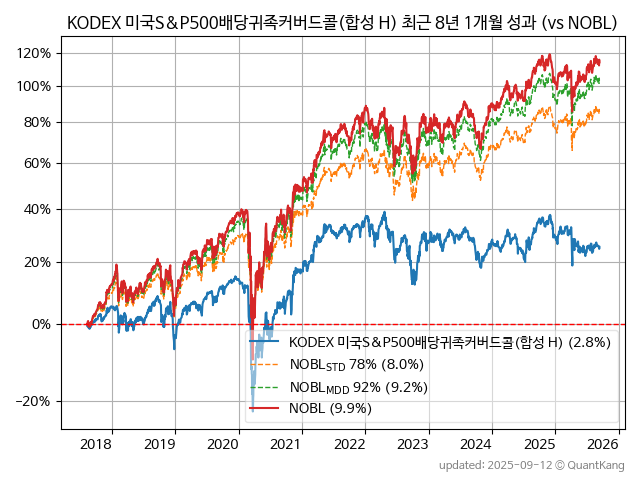 KODEX 미국S&P500배당귀족커버드콜(합성 H) 최근 8년 1개월 성과 (vs NOBL)
120%
100%
80%
60%
40%
20%
0%
−20%
KODEX 미국S&P500배당귀족커버드콜(합성 H) (2.8%)
NOBL_STD 78% (8.0%)
NOBL_MDD 92% (9.2%)
NOBL (9.9%)
2018 2019 2020 2021 2022 2023 2024 2025 2026
updated: 2025-09-12 © QuantKang